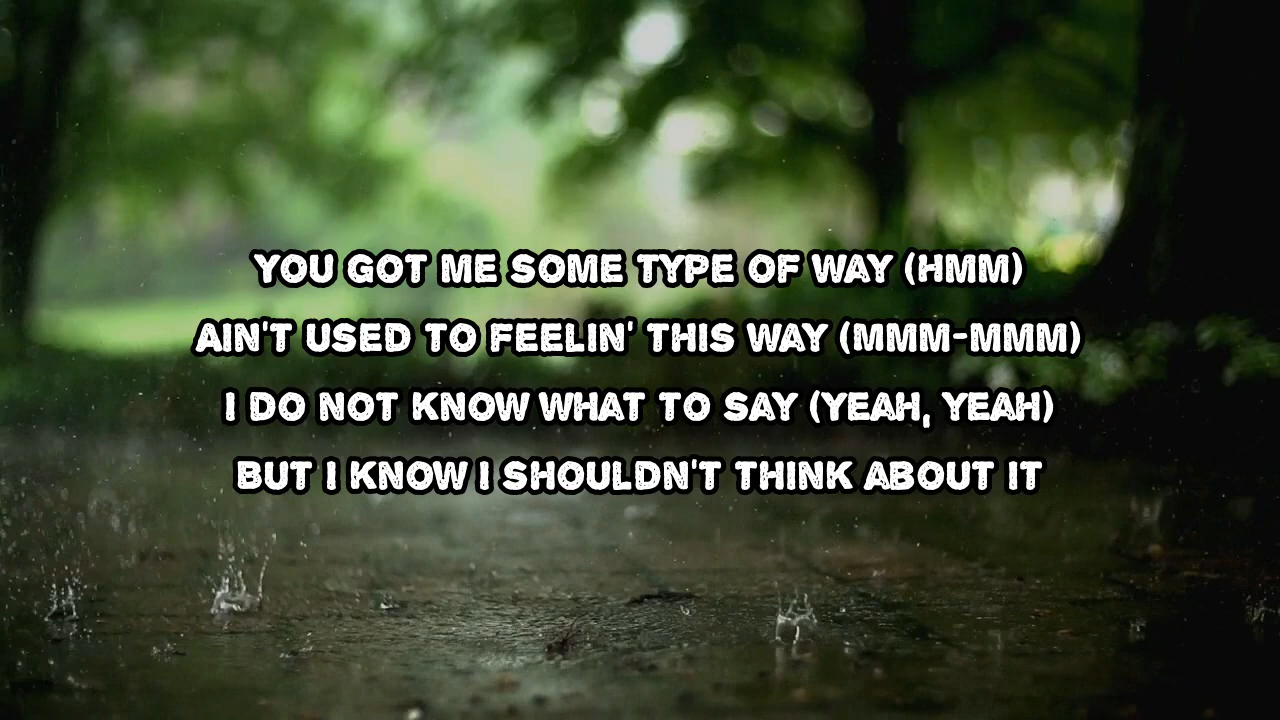 YOU GOT ME SOME TYPE OF WAY (HMM)
AIN'T USED TO FEELIN' THIS WAY (MMM-MMM)
I DO NOT KNOW WHAT TO SAY (YEAH, YEAH)
BUT I KNOW I SHOULDN'T THINK ABOUT IT